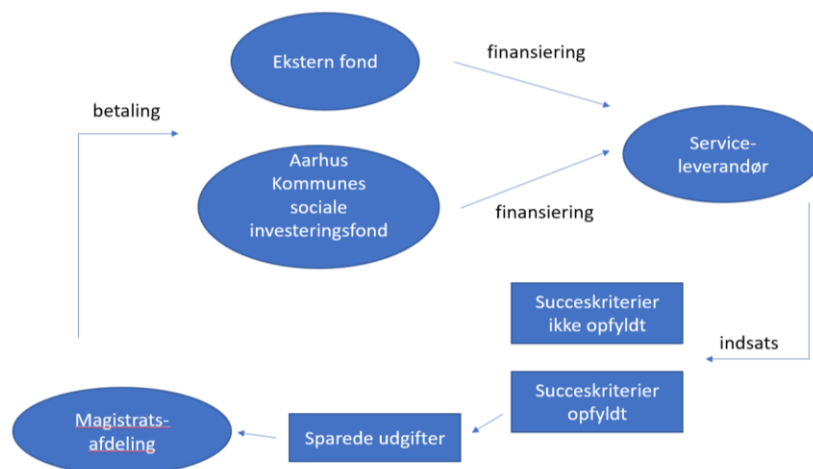 Ekstern fond
finansiering
betaling
Service-
leverandør
Aarhus
Kommunes
sociale
investeringsfond
finansiering
Succeskriterier
ikke opfyldt
indsats
Succeskriterier
opfyldt
Magistrats-
afdeling
Sparede udgifter